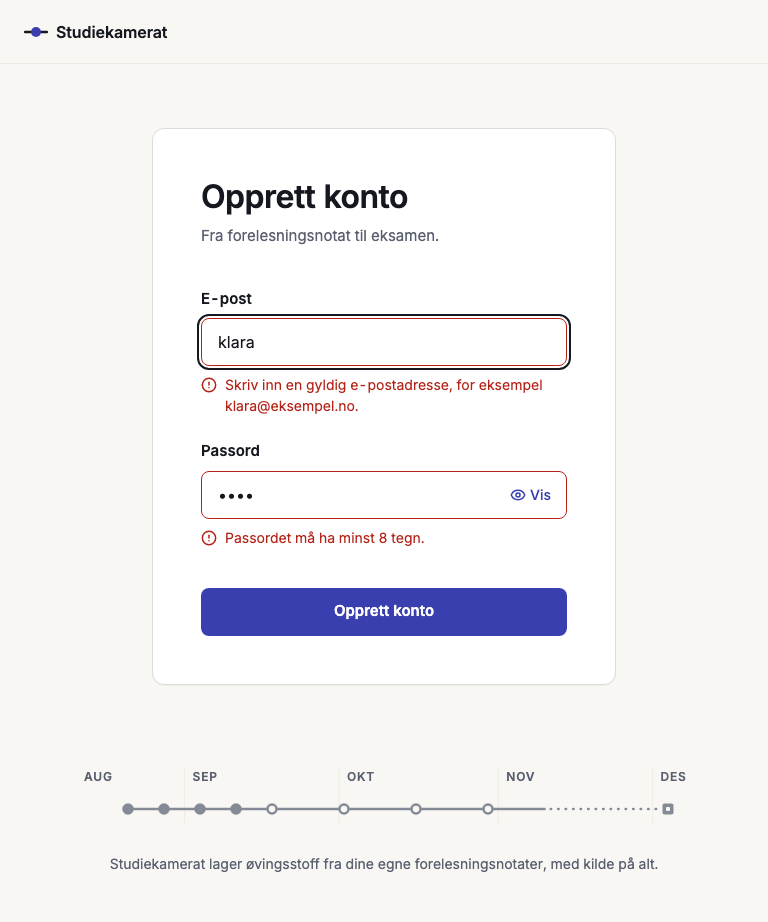 Studiekamerat
Opprett konto
Fra forelesningsnotat til eksamen.
E-post
klara
Skriv inn en gyldig e-postadresse, for eksempel
klara@eksempel.no.
Passord
••••
Vis
Passordet må ha minst 8 tegn.
Opprett konto
AUG SEP OKT NOV DES
Studiekamerat lager øvingsstoff fra dine egne forelesningsnotater, med kilde på alt.